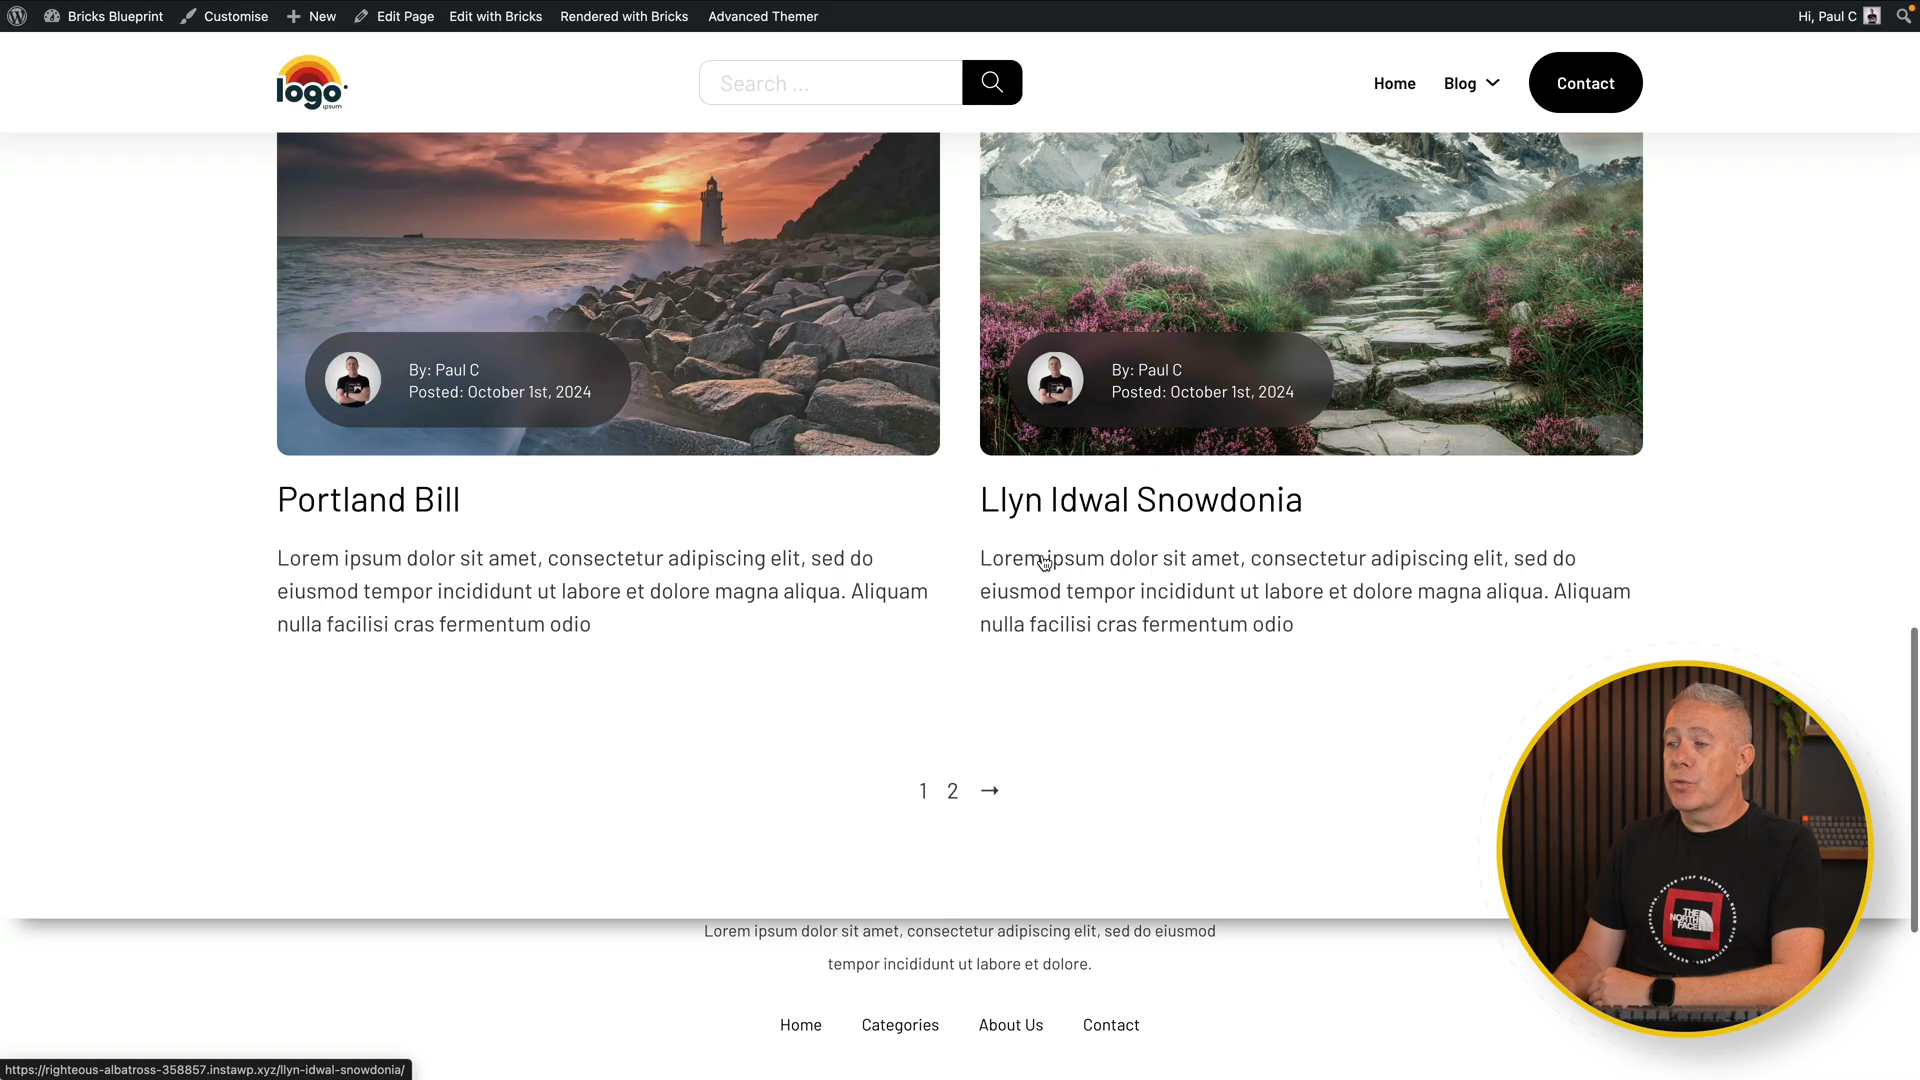 Bricks Blueprint Customise New Edit Page Edit with Bricks Rendered with Bricks Advanced Themer Hi, Paul C
logo
ipsum
Search ...
Home Blog Contact
By: Paul C
Posted: October 1st, 2024
By: Paul C
Posted: October 1st, 2024
Portland Bill
Lorem ipsum dolor sit amet, consectetur adipiscing elit, sed do
eiusmod tempor incididunt ut labore et dolore magna aliqua. Aliquam
nulla facilisi cras fermentum odio
Llyn Idwal Snowdonia
Lorem ipsum dolor sit amet, consectetur adipiscing elit, sed do
eiusmod tempor incididunt ut labore et dolore magna aliqua. Aliquam
nulla facilisi cras fermentum odio
1 2 →
Lorem ipsum dolor sit amet, consectetur adipiscing elit, sed do eiusmod
tempor incididunt ut labore et dolore.
Home Categories About Us Contact
THE
NORTH
FACE
https://righteous-albatross-358857.instawp.xyz/llyn-idwal-snowdonia/